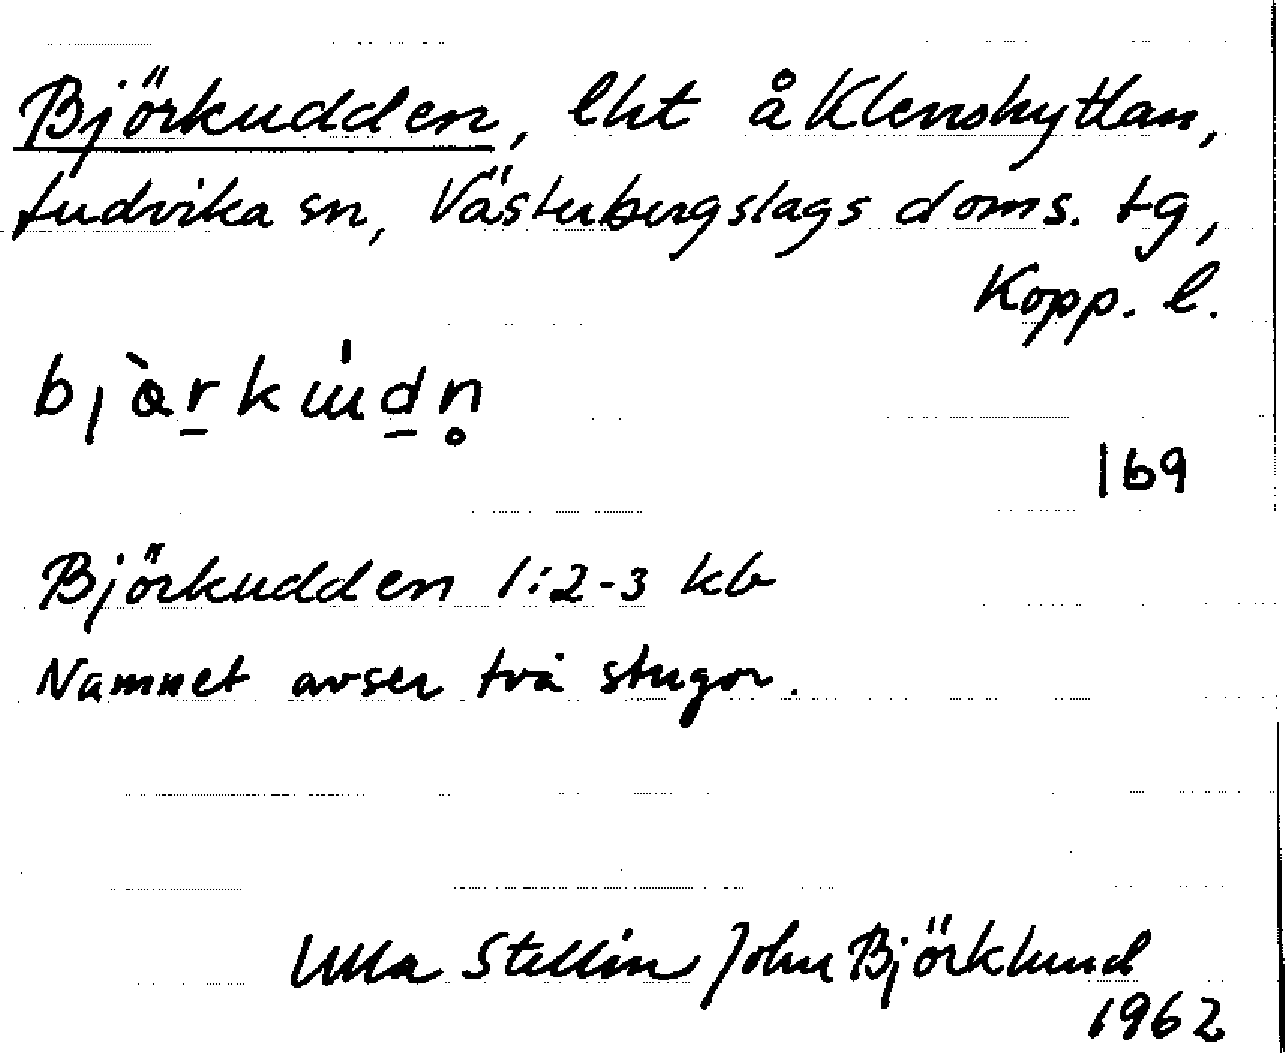 Björkudden, lht å Klenshyttan,
Ludvika sn, Västerbergslags doms. tg,
Kopp. l.
169
Björkudden 1:2-3 kb
Namnet avser två stugor.
Ulla Stellin John Björklund
1962